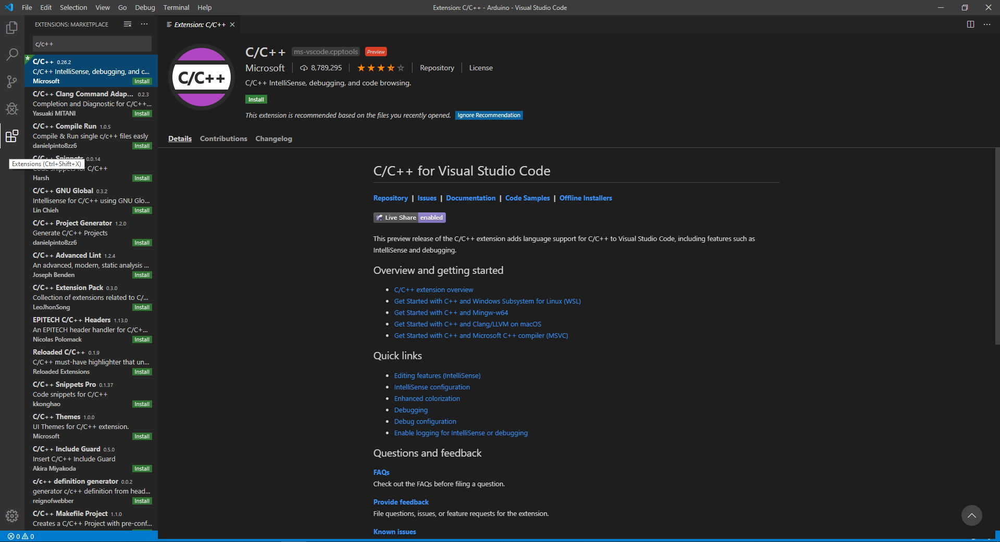 File Edit Selection View Go Debug Terminal Help
Extension: C/C++ - Arduino - Visual Studio Code
EXTENSIONS: MARKETPLACE
c/c++
C/C++ 0.26.2
C/C++ IntelliSense, debugging, and c...
Microsoft Install
C/C++ Clang Command Adap... 0.2.3
Completion and Diagnostic for C/C++...
Yasuaki MITANI Install
C/C++ Compile Run 1.0.5
Compile & Run single c/c++ files easly
danielpinto8zz6 Install
C/C++ Snippets 0.0.14
Extensions (Ctrl+Shift+X)
Code snippets for C/C++
Harsh Install
C/C++ GNU Global 0.3.2
Intellisense for C/C++ using GNU Glo...
Lin Chieh Install
C/C++ Project Generator 1.2.0
Generate C/C++ Projects
danielpinto8zz6 Install
C/C++ Advanced Lint 1.2.4
An advanced, modern, static analysis ...
Joseph Benden Install
C/C++ Extension Pack 0.3.0
Collection of extensions related to C/...
LeoJhonSong Install
EPITECH C/C++ Headers 1.13.0
An EPITECH header handler for C/C+...
Nicolas Polomack Install
Reloaded C/C++ 0.1.9
C/C++ must-have highlighter that un...
Reloaded Extensions Install
C/C++ Snippets Pro 0.1.37
Code snippets for C/C++
kkonghao Install
C/C++ Themes 1.0.0
UI Themes for C/C++ extension.
Microsoft Install
C/C++ Include Guard 0.5.0
Insert C/C++ Include Guard
Akira Miyakoda Install
c/c++ definition generator 0.0.2
generator c/c++ definition from head...
reignofwebber Install
C/C++ Makefile Project 1.1.0
Creates a C/C++ Project with pre-conf...
0 0
Extension: C/C++
C/C++
C/C++ ms-vscode.cpptools Preview
Microsoft 8,789,295 Repository License
C/C++ IntelliSense, debugging, and code browsing.
Install
This extension is recommended based on the files you recently opened. Ignore Recommendation
Details Contributions Changelog
C/C++ for Visual Studio Code
Repository | Issues | Documentation | Code Samples | Offline Installers
Live Share enabled
This preview release of the C/C++ extension adds language support for C/C++ to Visual Studio Code, including features such as
IntelliSense and debugging.
Overview and getting started
C/C++ extension overview
Get Started with C++ and Windows Subsystem for Linux (WSL)
Get Started with C++ and Mingw-w64
Get Started with C++ and Clang/LLVM on macOS
Get Started with C++ and Microsoft C++ compiler (MSVC)
Quick links
Editing features (IntelliSense)
IntelliSense configuration
Enhanced colorization
Debugging
Debug configuration
Enable logging for IntelliSense or debugging
Questions and feedback
FAQs
Check out the FAQs before filing a question.
Provide feedback
File questions, issues, or feature requests for the extension.
Known issues